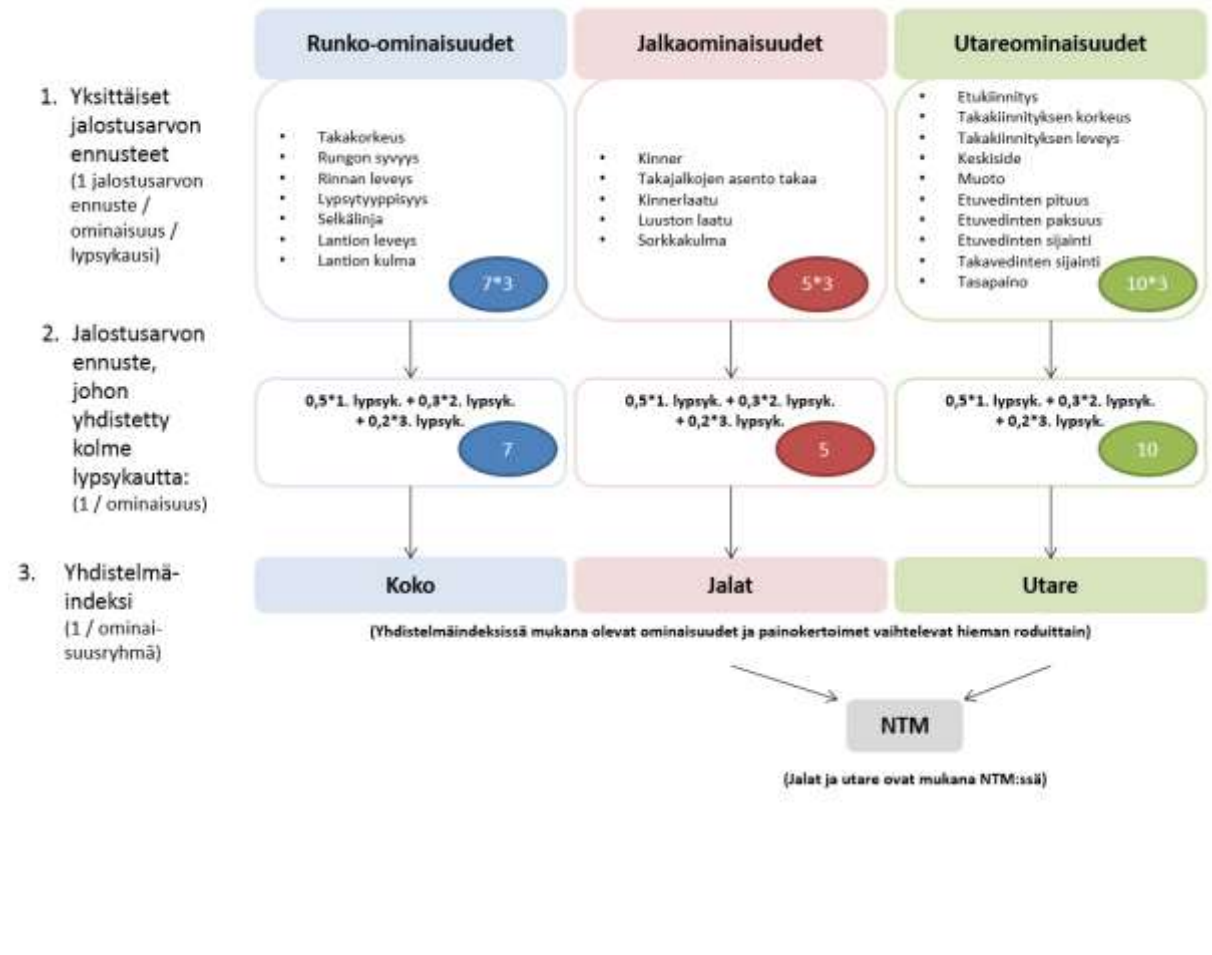 Runko-ominaisuudet
Jalkaominaisuudet
Utareominaisuudet
1. Yksittäiset
jalostusarvon
ennusteet
(1 jalostusarvon
ennuste /
ominaisuus /
lypsykausi)
• Takakorkeus
• Rungon syvyys
• Rinnan leveys
• Lypsytyyppisyys
• Selkälinja
• Lantion leveys
• Lantion kulma
7*3
• Kinner
• Takajalkojen asento takaa
• Kinnerlaatu
• Luuston laatu
• Sorkkakulma
5*3
• Etukiinnitys
• Takakiinnityksen korkeus
• Takakiinnityksen leveys
• Keskiside
• Muoto
• Etuvedinten pituus
• Etuvedinten paksuus
• Etuvedinten sijainti
• Takavedinten sijainti
• Tasapaino
10*3
2. Jalostusarvon
ennuste,
johon
yhdistetty
kolme
lypsykautta:
(1 / ominaisuus)
0,5*1. lypsyk. + 0,3*2. lypsyk.
+ 0,2*3. lypsyk.
7
0,5*1. lypsyk. + 0,3*2. lypsyk.
+ 0,2*3. lypsyk.
5
0,5*1. lypsyk. + 0,3*2. lypsyk.
+ 0,2*3. lypsyk.
10
3. Yhdistelmä-
indeksi
(1 / ominai-
suusryhmä)
Koko
Jalat
Utare
(Yhdistelmäindeksissä mukana olevat ominaisuudet ja painokertoimet vaihtelevat hieman roduittain)
NTM
(Jalat ja utare ovat mukana NTM:ssä)